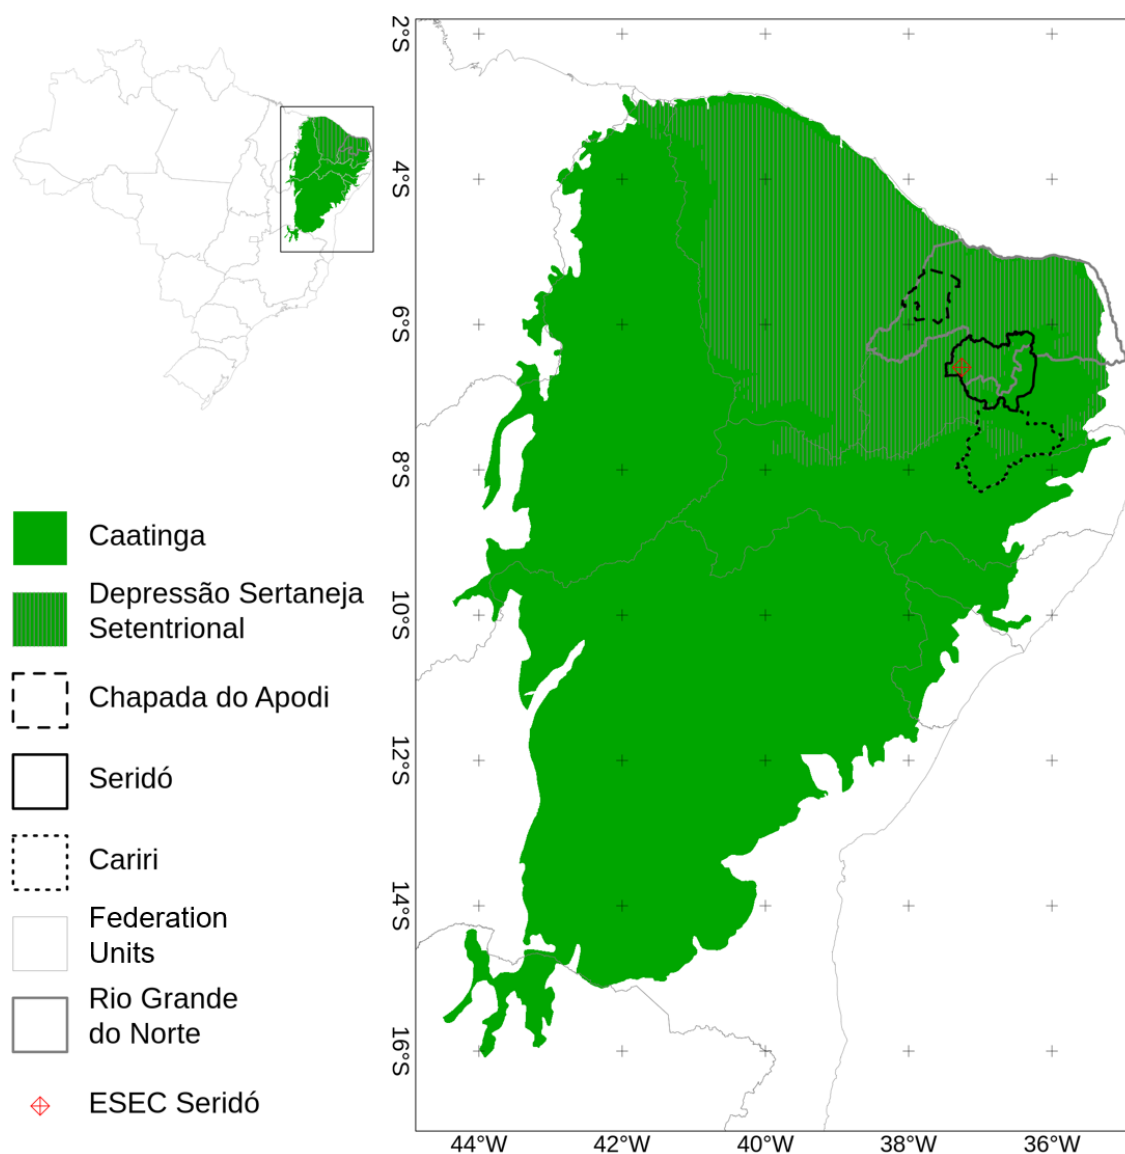 Caatinga
Depressão Sertaneja
Setentrional
Chapada do Apodi
Seridó
Cariri
Federation
Units
Rio Grande
do Norte
ESEC Seridó
2°S
4°S
6°S
8°S
10°S
12°S
14°S
16°S
44°W 42°W 40°W 38°W 36°W